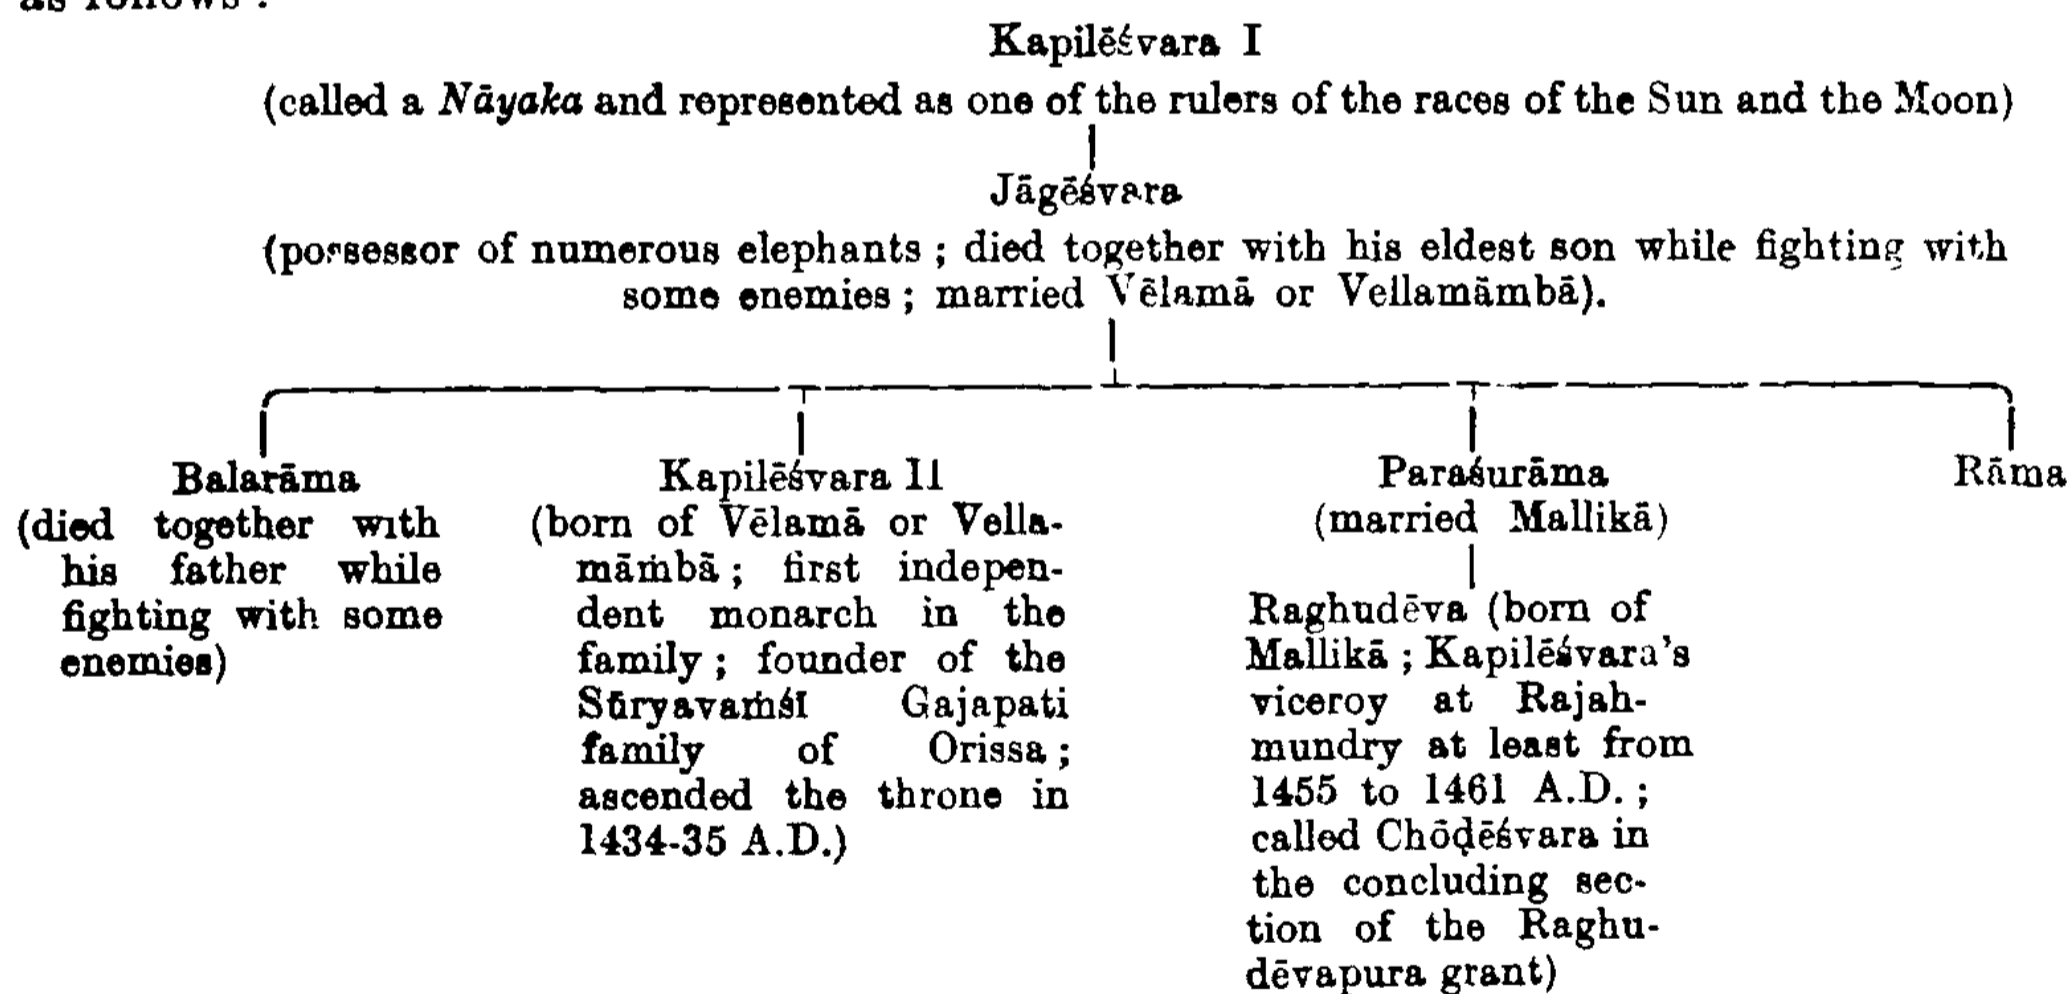 as follows :
Kapilēśvara I
(called a Nāyaka and represented as one of the rulers of the races of the Sun and the Moon)
Jāgēśvara
(possessor of numerous elephants ; died together with his eldest son while fighting with
some enemies ; married Vēlamā or Vellamāmbā).
Balarāma
(died together with
his father while
fighting with some
enemies)
Kapilēśvara II
(born of Vēlamā or Vella-
māṁbā ; first indepen-
dent monarch in the
family ; founder of the
Sūryavaṁśī Gajapati
family of Orissa ;
ascended the throne in
1434-35 A.D.)
Paraśurāma
(married Mallikā)
Raghudēva (born of
Mallikā ; Kapilēśvara's
viceroy at Rajah-
mundry at least from
1455 to 1461 A.D. ;
called Chōḍēśvara in
the concluding sec-
tion of the Raghu-
dēvapura grant)
Rāma